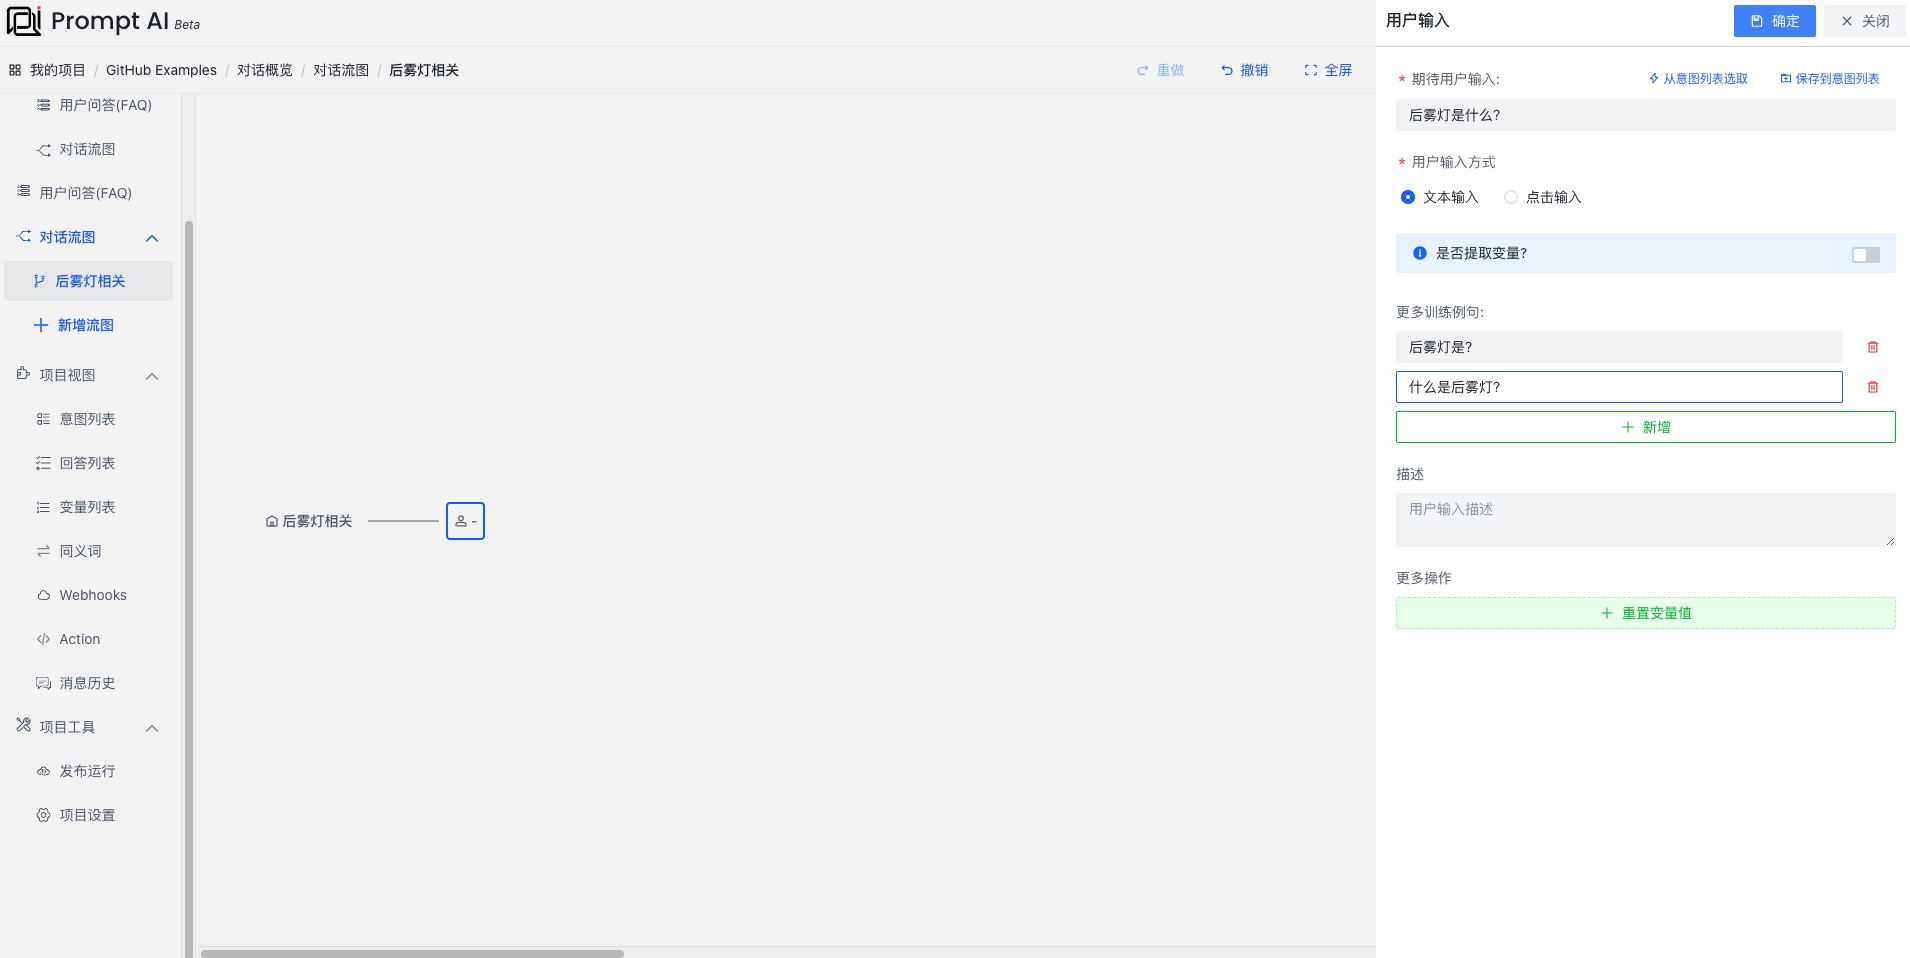 Prompt AI Beta
我的项目 / GitHub Examples / 对话概览 / 对话流图 / 后雾灯相关
重做
撤销
全屏
用户问答(FAQ)
对话流图
用户问答(FAQ)
对话流图
后雾灯相关
新增流图
项目视图
意图列表
回答列表
变量列表
同义词
Webhooks
Action
消息历史
项目工具
发布运行
项目设置
后雾灯相关
-
用户输入
确定
关闭
* 期待用户输入:
从意图列表选取
保存到意图列表
后雾灯是什么?
* 用户输入方式
文本输入
点击输入
是否提取变量?
更多训练例句:
后雾灯是?
什么是后雾灯?
新增
描述
用户输入描述
更多操作
重置变量值